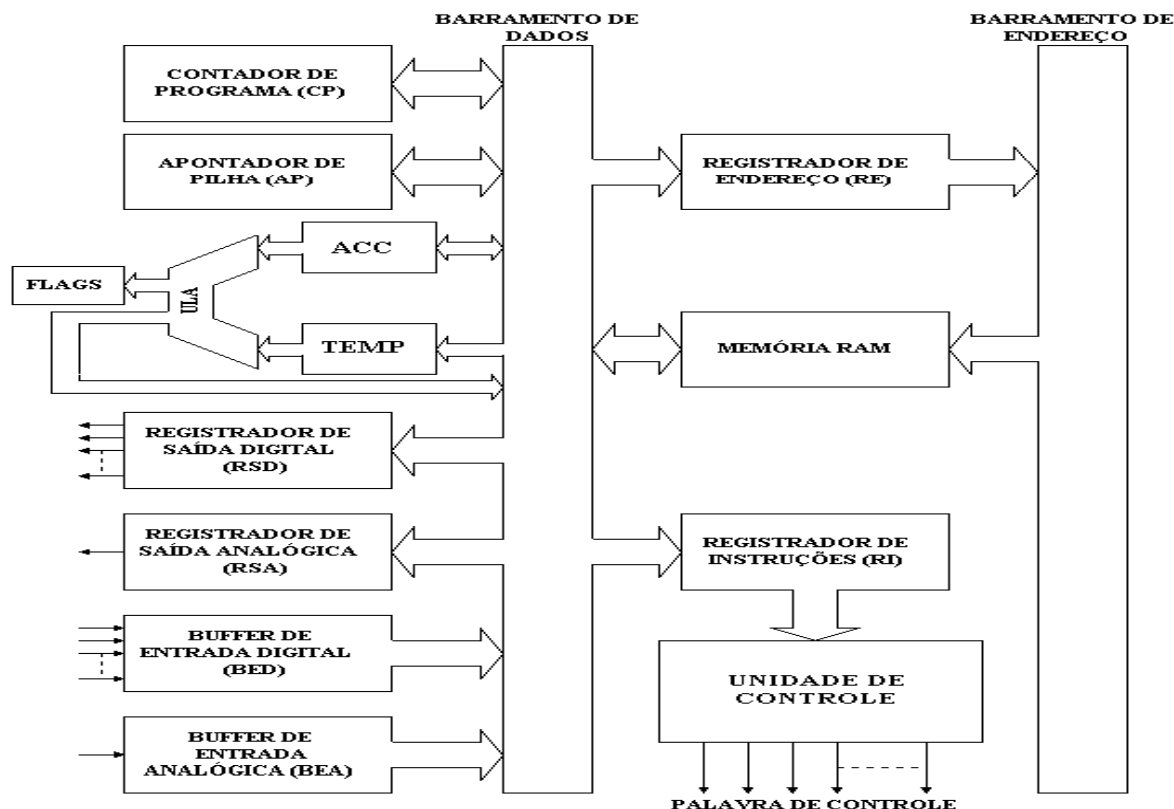 BARRAMENTO DE
DADOS
BARRAMENTO DE
ENDEREÇO
CONTADOR DE
PROGRAMA (CP)
APONTADOR DE
PILHA (AP)
REGISTRADOR DE
ENDEREÇO (RE)
ACC
FLAGS
ULA
TEMP
MEMÓRIA RAM
REGISTRADOR DE
SAÍDA DIGITAL
(RSD)
REGISTRADOR DE
SAÍDA ANALÓGICA
(RSA)
REGISTRADOR DE
INSTRUÇÕES (RI)
BUFFER DE
ENTRADA DIGITAL
(BED)
UNIDADE DE
CONTROLE
BUFFER DE
ENTRADA
ANALÓGICA (BEA)
PALAVRA DE CONTROLE